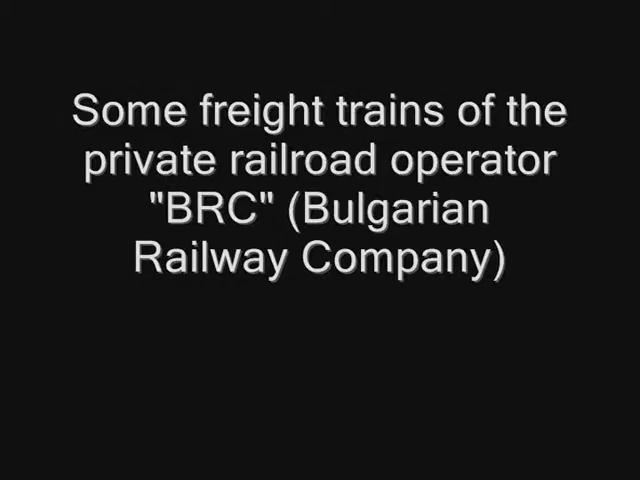 Some freight trains of the
private railroad operator
"BRC" (Bulgarian
Railway Company)